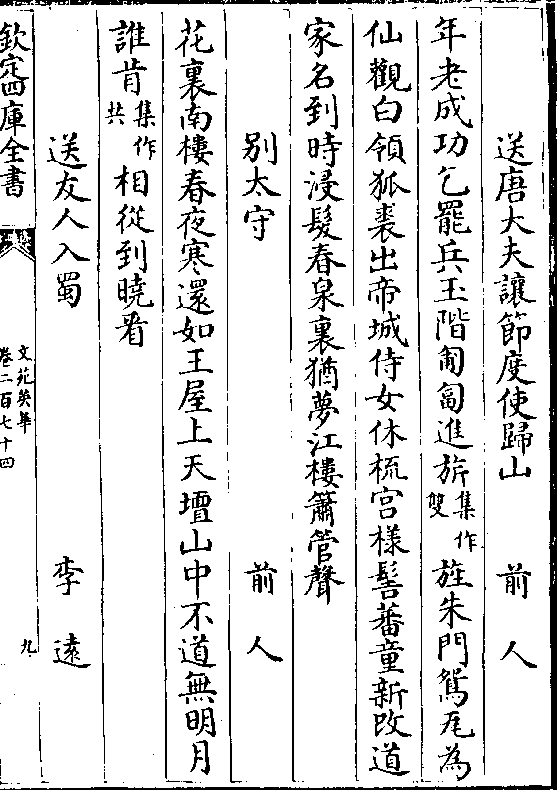 送唐大夫讓節度使歸山　前人
年老成功乞罷兵玉階匍匐進旂集作雙旌朱門鴛瓦為
仙觀白領狐裘出帝城侍女休梳宮樣髻蕃童新改道
家名到時浸髮春泉裏猶夢江樓簫管聲
別太守　前人
花裏南樓春夜寒還如王屋上天壇山中不道無明月
誰肯集作共相從到曉看
送友人入蜀　李遠
欽定四庫全書
文苑英華
卷二百七十四
九